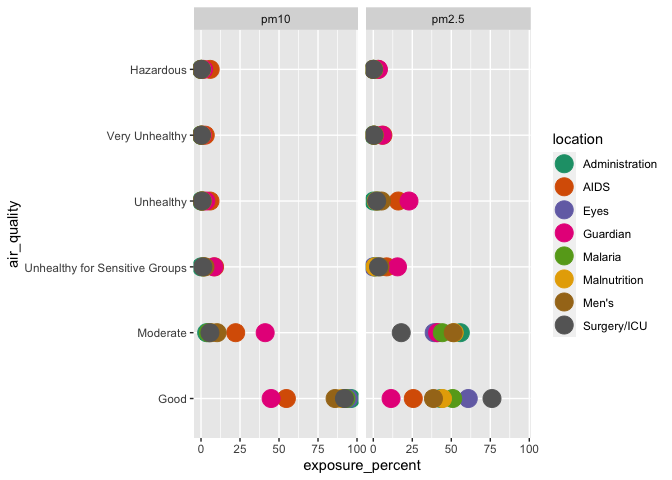 pm10 pm2.5
Hazardous
Very Unhealthy
Unhealthy
Unhealthy for Sensitive Groups
Moderate
Good
air_quality
0 25 50 75 100 0 25 50 75 100
exposure_percent
location
Administration
AIDS
Eyes
Guardian
Malaria
Malnutrition
Men's
Surgery/ICU